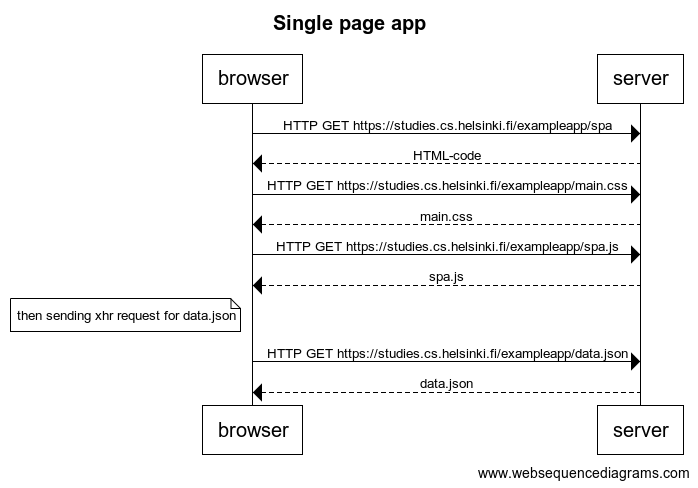 Single page app
browser
server
HTTP GET https://studies.cs.helsinki.fi/exampleapp/spa
HTML-code
HTTP GET https://studies.cs.helsinki.fi/exampleapp/main.css
main.css
HTTP GET https://studies.cs.helsinki.fi/exampleapp/spa.js
spa.js
then sending xhr request for data.json
HTTP GET https://studies.cs.helsinki.fi/exampleapp/data.json
data.json
browser
server
www.websequencediagrams.com